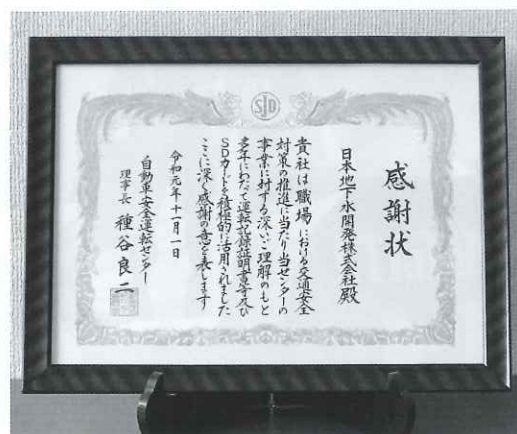 SJD
感謝状
日本地下水開発株式会社殿
貴社は職場における交通安全
対策の推進に当たり当センターの
事業に対する深いご理解のもと
多年にわたって運転記録証明書等及び
SDカードを積極的に活用されました
ここに深く感謝の意を表します
令和元年十一月一日
自動車安全運転センター
理事長 種谷良二